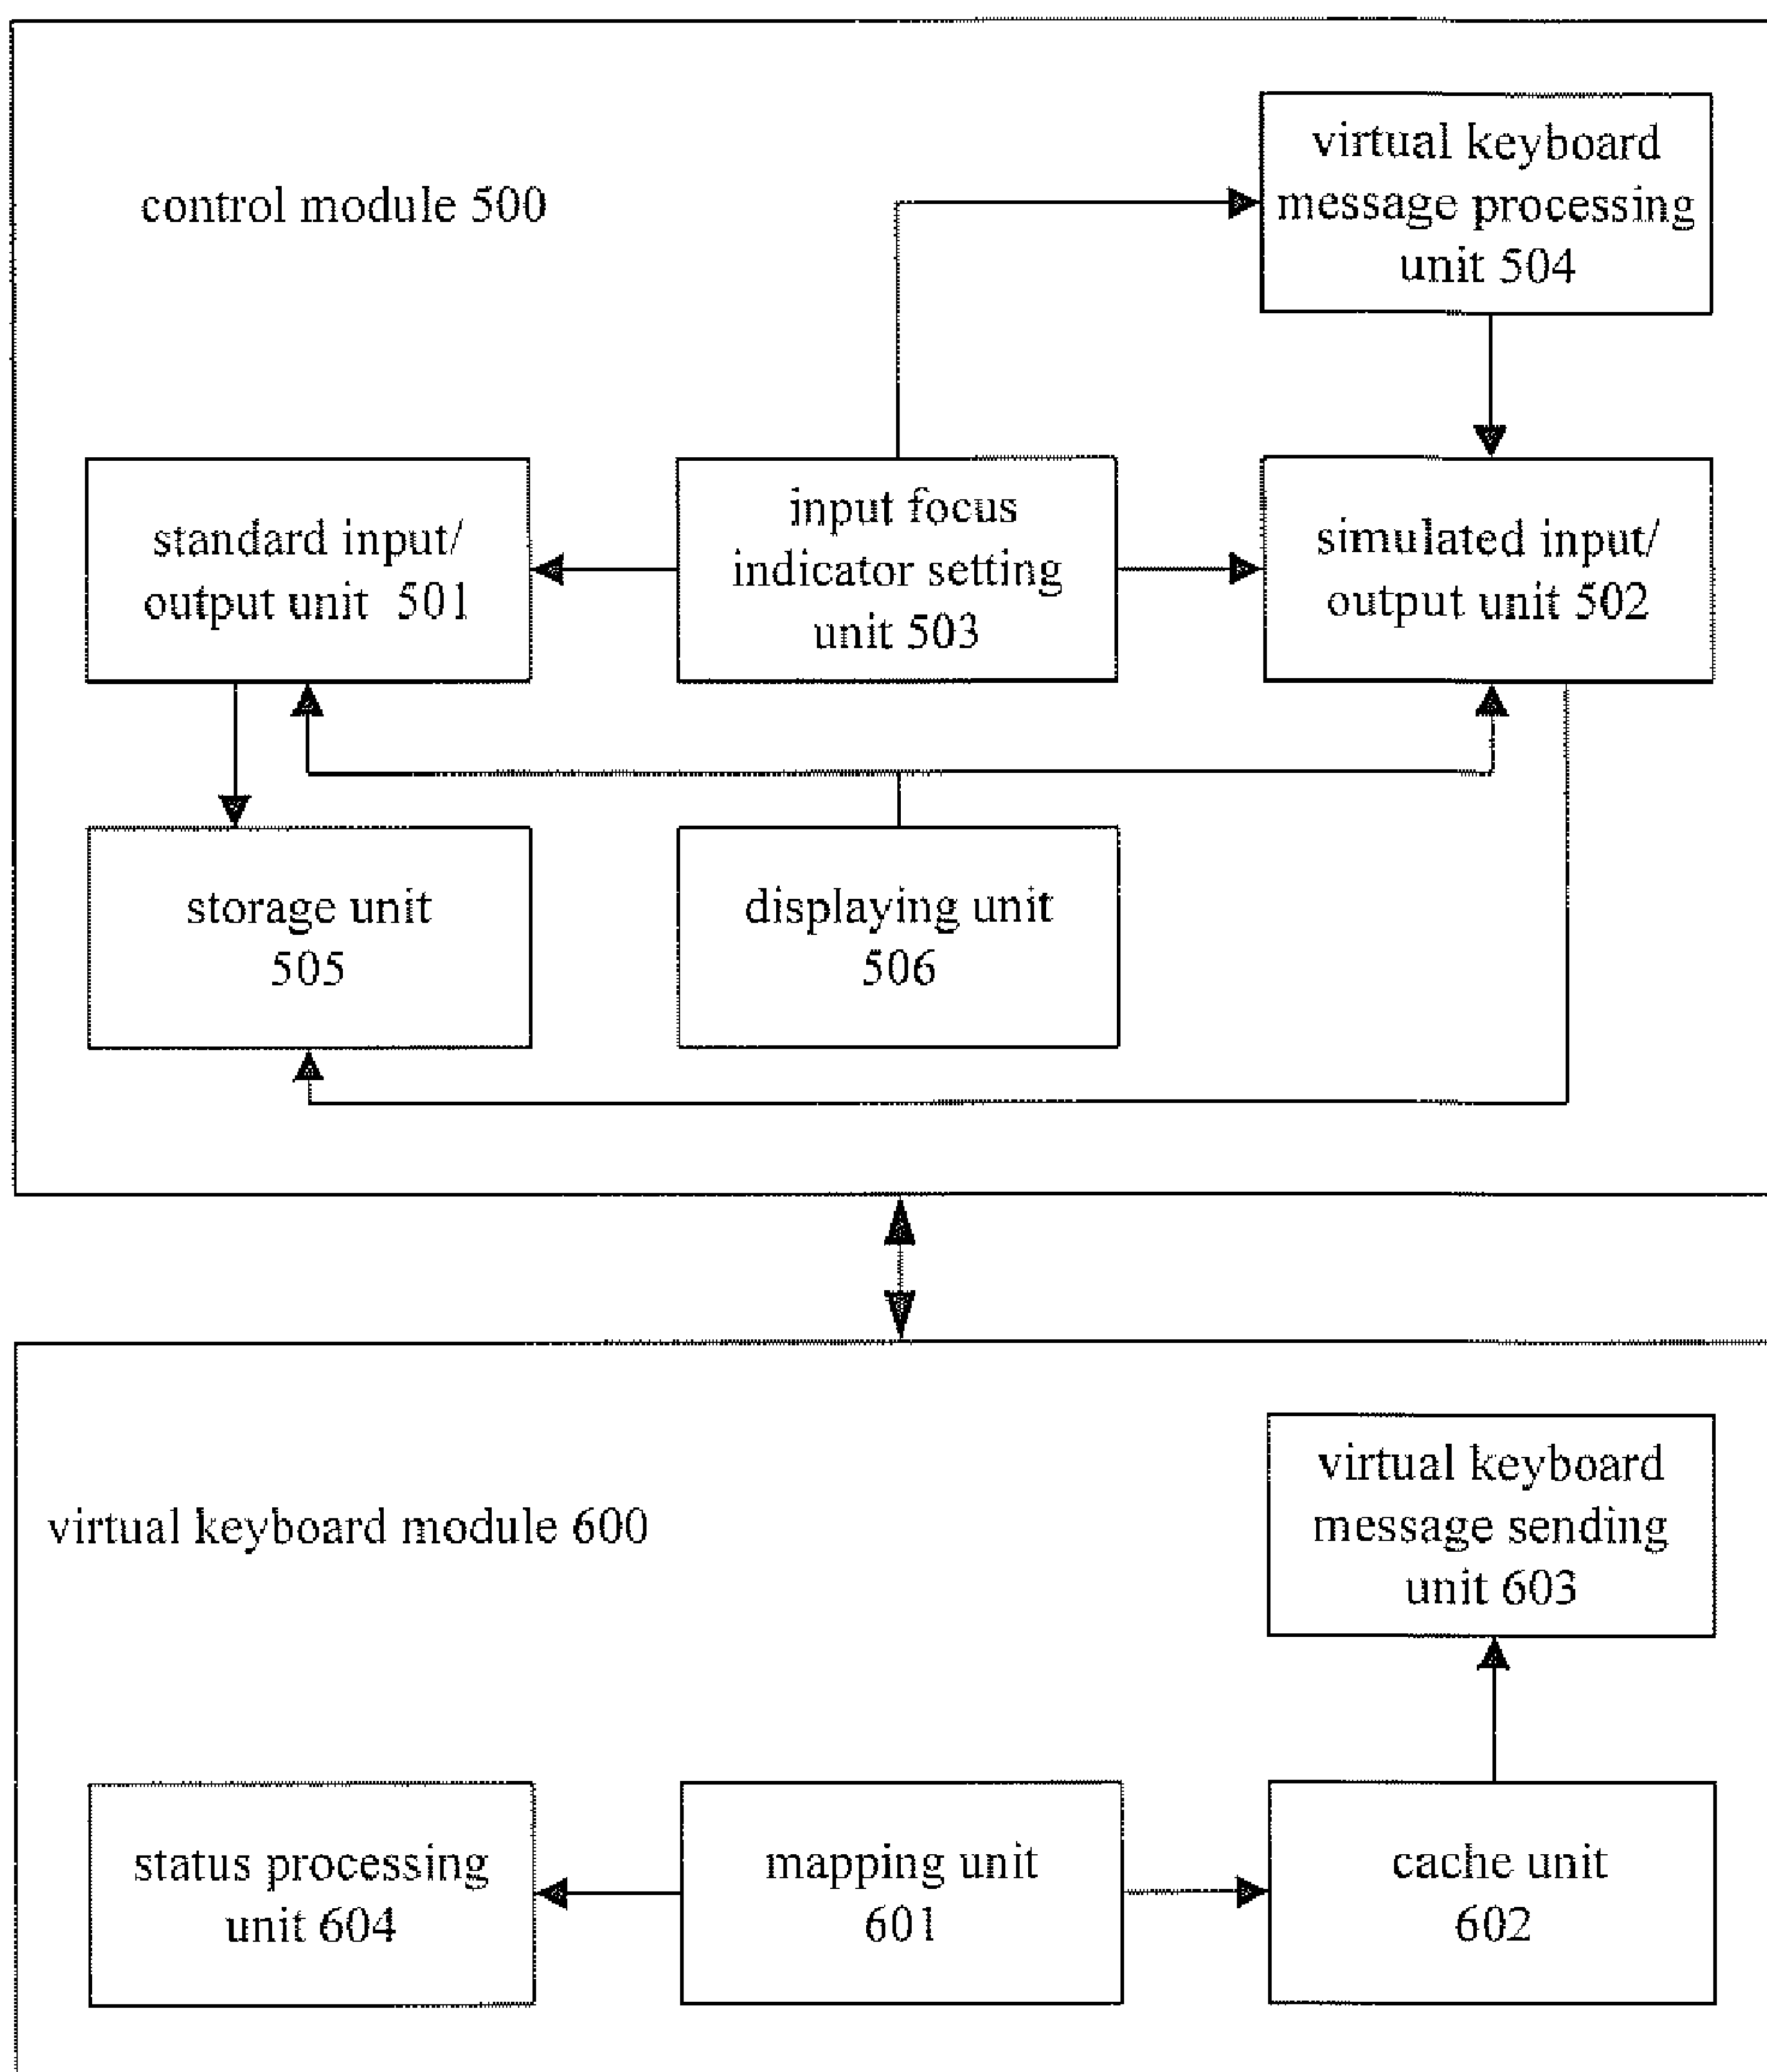 control module 500
virtual keyboard
message processing
unit 504
standard input/
output unit 501
input focus
indicator setting
unit 503
simulated input/
output unit 502
storage unit
505
displaying unit
506
virtual keyboard module 600
virtual keyboard
message sending
unit 603
status processing
unit 604
mapping unit
601
cache unit
602